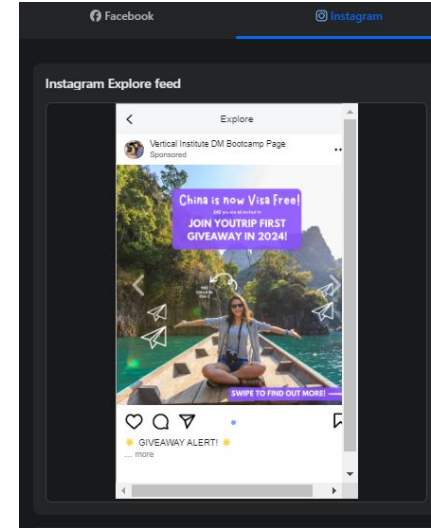 Facebook
Instagram
Instagram Explore feed
Explore
Vertical Institute DM Bootcamp Page
Sponsored
China is now Visa Free!
JOIN YOUTRIP FIRST
GIVEAWAY IN 2024!
SWIPE TO FIND OUT MORE!
GIVEAWAY ALERT!
... more